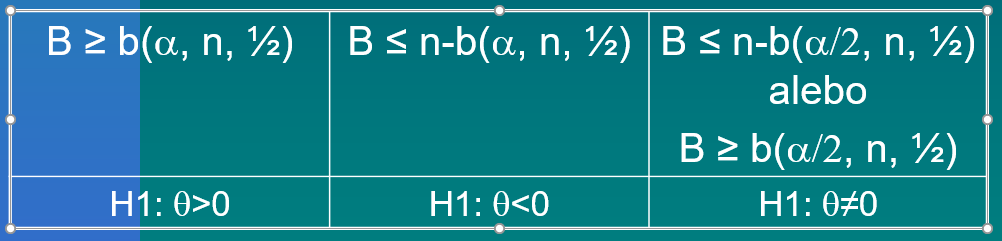 B ≥ b(α, n, ½)
B ≤ n-b(α, n, ½)
B ≤ n-b(α/2, n, ½)
alebo
B ≥ b(α/2, n, ½)
H1: θ>0
H1: θ<0
H1: θ≠0